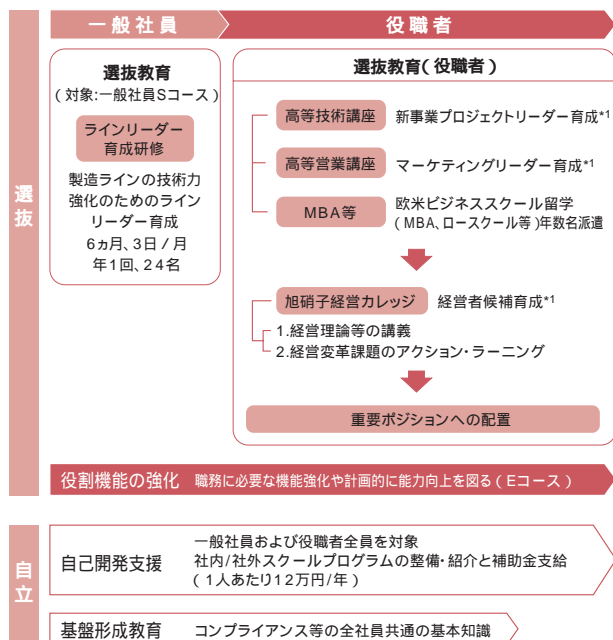 一般社員
役職者
選抜
選抜教育
(対象:一般社員Sコース)
ラインリーダー
育成研修
製造ラインの技術力
強化のためのライン
リーダー育成
6ヵ月、3日/月
年1回、24名
選抜教育(役職者)
高等技術講座 新事業プロジェクトリーダー育成*1
高等営業講座 マーケティングリーダー育成*1
MBA等 欧米ビジネススクール留学
(MBA、ロースクール等)年数名派遣
旭硝子経営カレッジ 経営者候補育成*1
1.経営理論等の講義
2.経営変革課題のアクション・ラーニング
重要ポジションへの配置
役割機能の強化 職務に必要な機能強化や計画的に能力向上を図る(Eコース)
自立
自己開発支援
一般社員および役職者全員を対象
社内/社外スクールプログラムの整備・紹介と補助金支給
(1人あたり12万円/年)
基盤形成教育 コンプライアンス等の全社員共通の基本知識